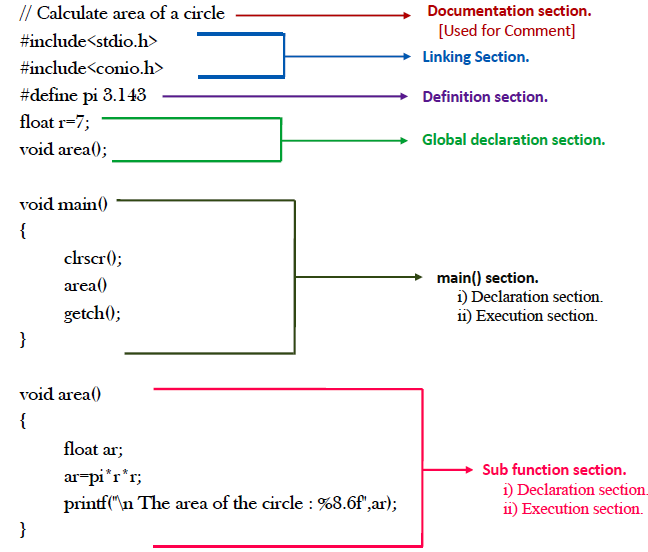 // Calculate area of a circle
Documentation section.
[Used for Comment]
#include<stdio.h>
#include<conio.h>
Linking Section.
#define pi 3.143
Definition section.
float r=7;
void area();
Global declaration section.
void main()
{
clrscr();
area()
getch();
}
main() section.
i) Declaration section.
ii) Execution section.
void area()
{
float ar;
ar=pi*r*r;
printf("\n The area of the circle : %8.6f",ar);
}
Sub function section.
i) Declaration section.
ii) Execution section.